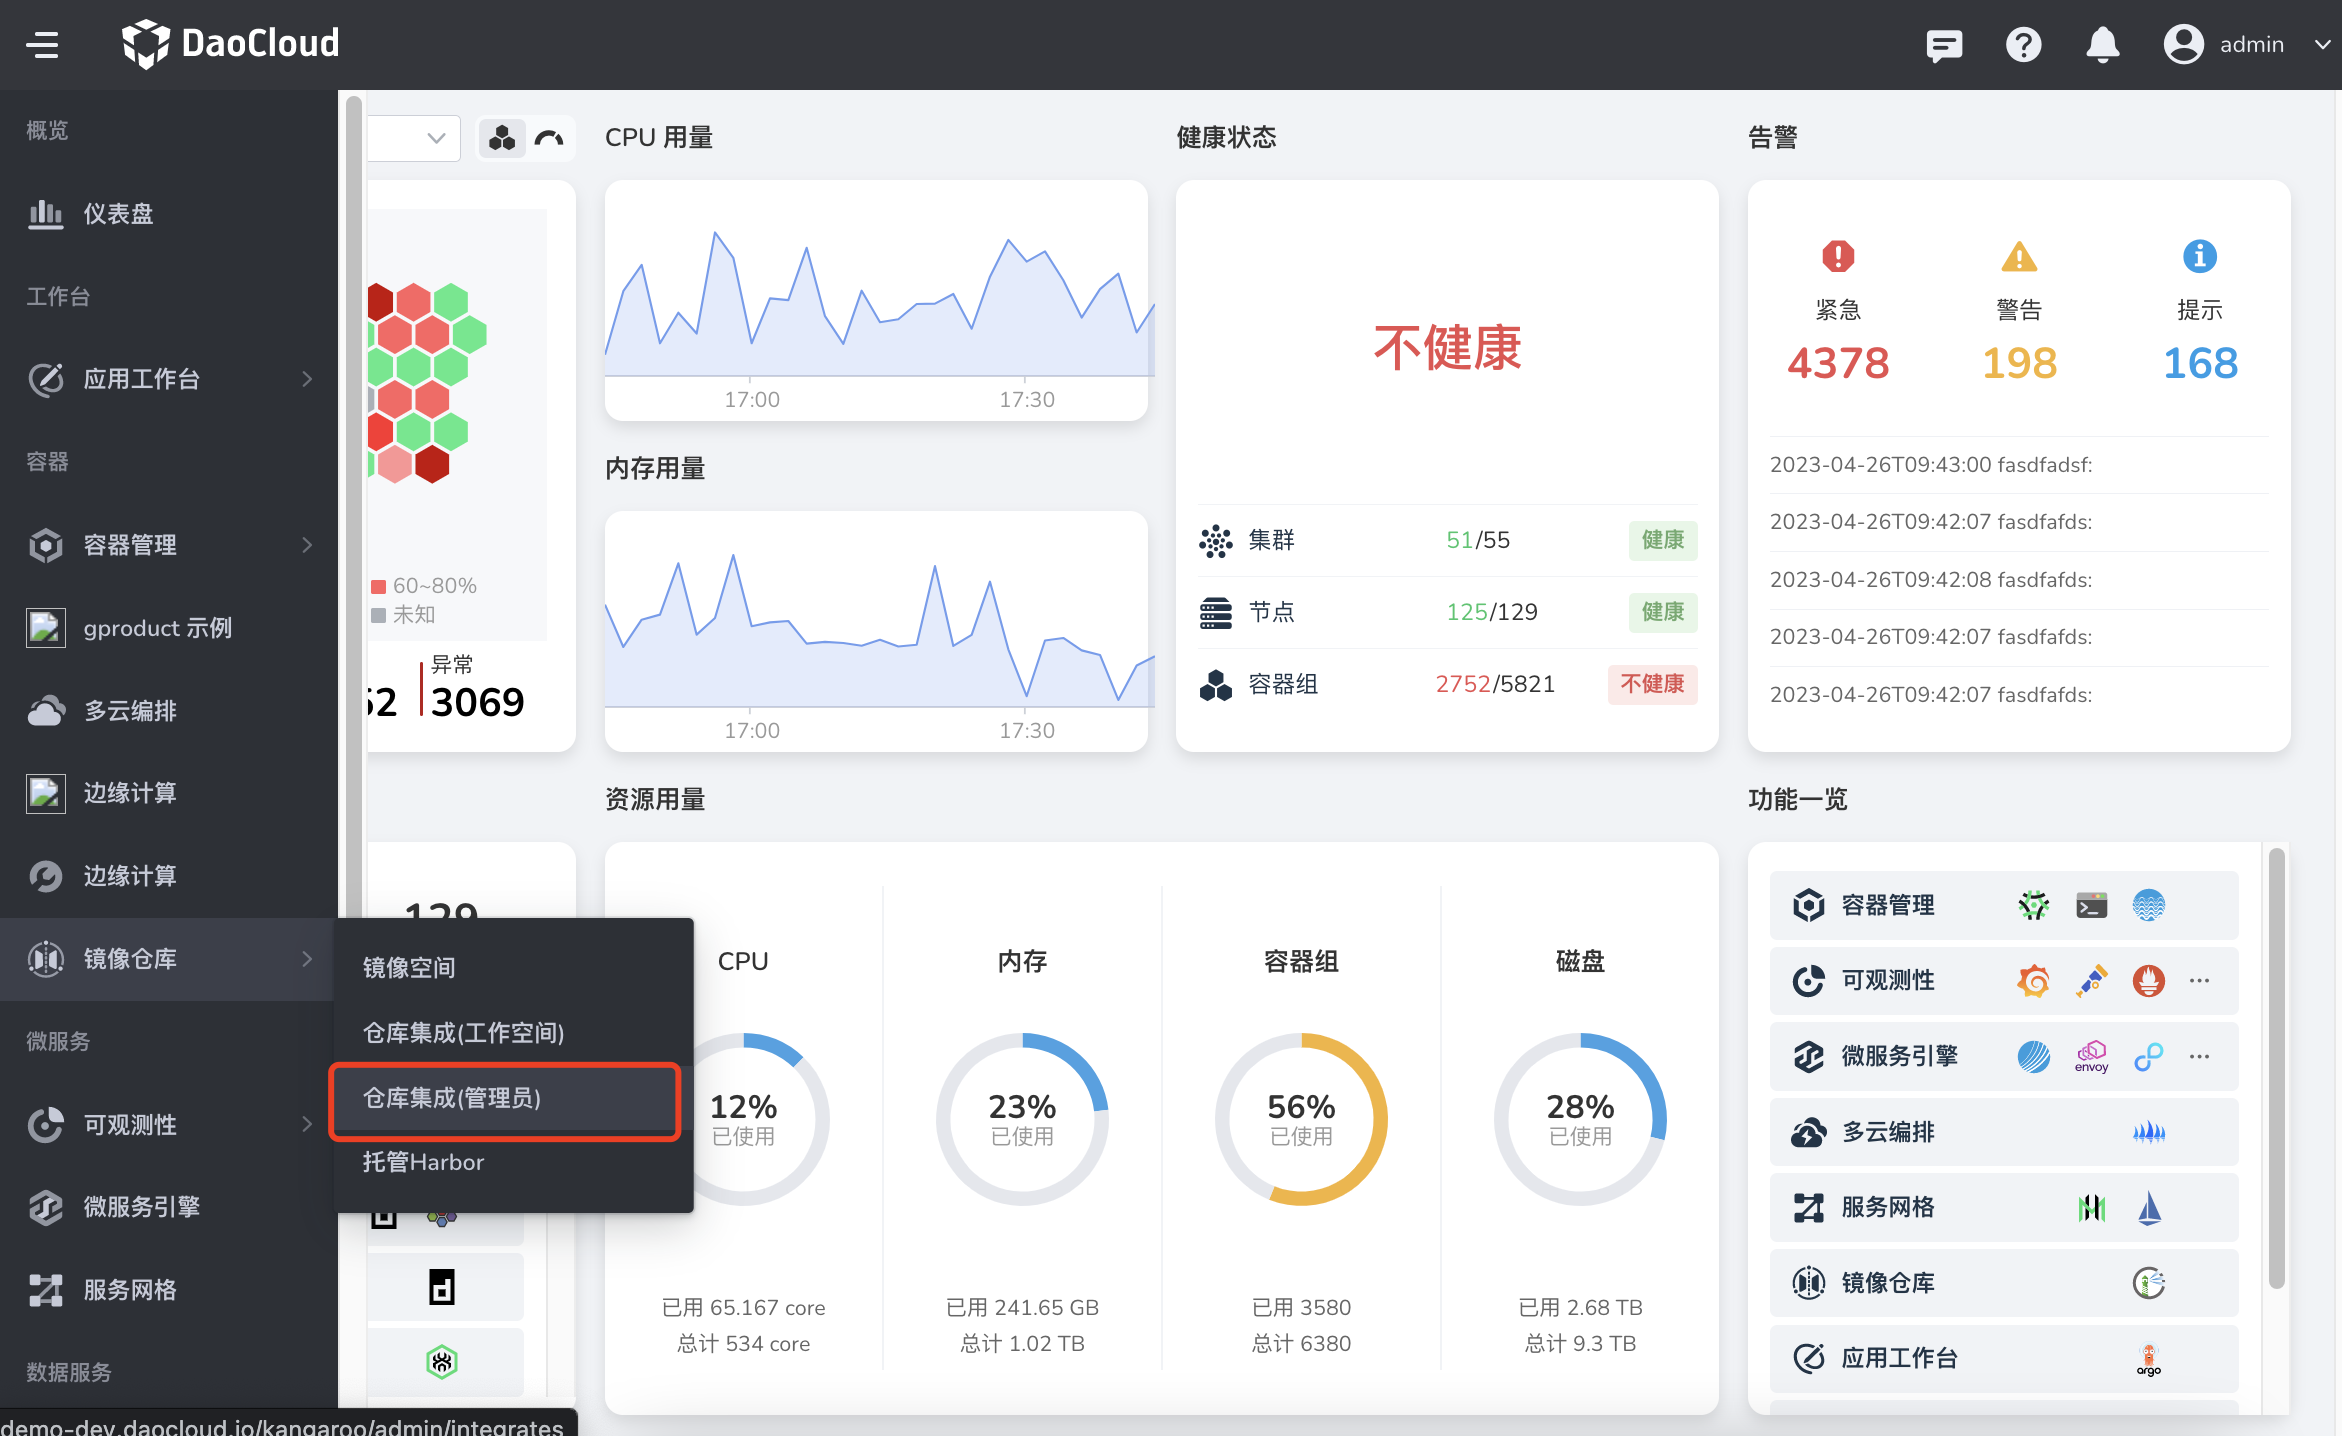 DaoCloud
admin
概览
仪表盘
工作台
应用工作台
容器
容器管理
gproduct 示例
多云编排
边缘计算
边缘计算
镜像仓库
微服务
可观测性
微服务引擎
服务网格
数据服务
镜像空间
仓库集成(工作空间)
仓库集成(管理员)
托管Harbor
demo-dev.daocloud.io/kangaroo/admin/integrates
60~80%
未知
异常
3069
129
CPU 用量
17:00
17:30
内存用量
17:00
17:30
健康状态
不健康
集群
51/55
健康
节点
125/129
健康
容器组
2752/5821
不健康
告警
紧急
警告
提示
4378
198
168
2023-04-26T09:43:00 fasdfadsf:
2023-04-26T09:42:07 fasdfafds:
2023-04-26T09:42:08 fasdfafds:
2023-04-26T09:42:07 fasdfafds:
2023-04-26T09:42:07 fasdfafds:
资源用量
CPU
12%
已使用
已用 65.167 core
总计 534 core
内存
23%
已使用
已用 241.65 GB
总计 1.02 TB
容器组
56%
已使用
已用 3580
总计 6380
磁盘
28%
已使用
已用 2.68 TB
总计 9.3 TB
功能一览
容器管理
可观测性
···
微服务引擎
envoy
···
多云编排
服务网格
镜像仓库
应用工作台
argo